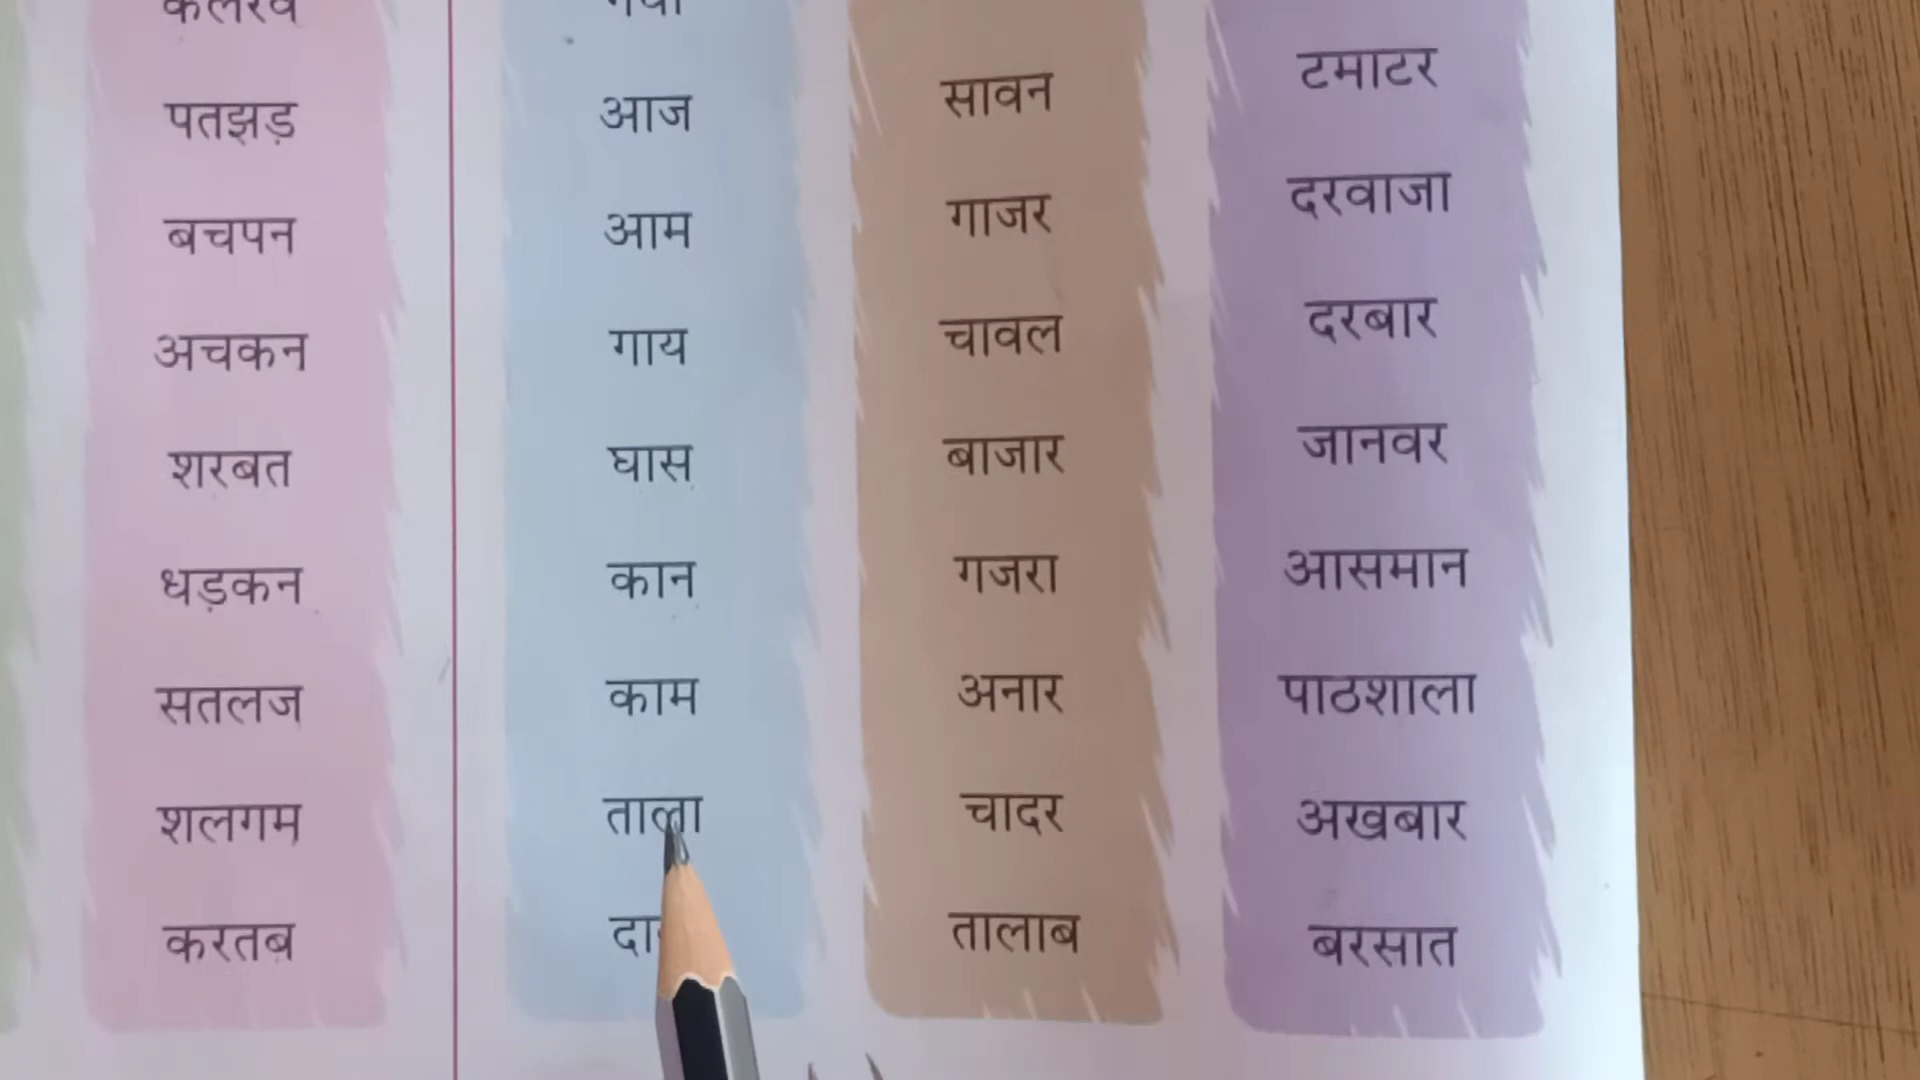 पतझड़
बचपन
अचकन
शरबत
धड़कन
सतलज
शलगम
करतब
आज
आम
गाय
घास
कान
काम
ताला
सावन
गाजर
चावल
बाजार
गजरा
अनार
चादर
तालाब
टमाटर
दरवाजा
दरबार
जानवर
आसमान
पाठशाला
अखबार
बरसात